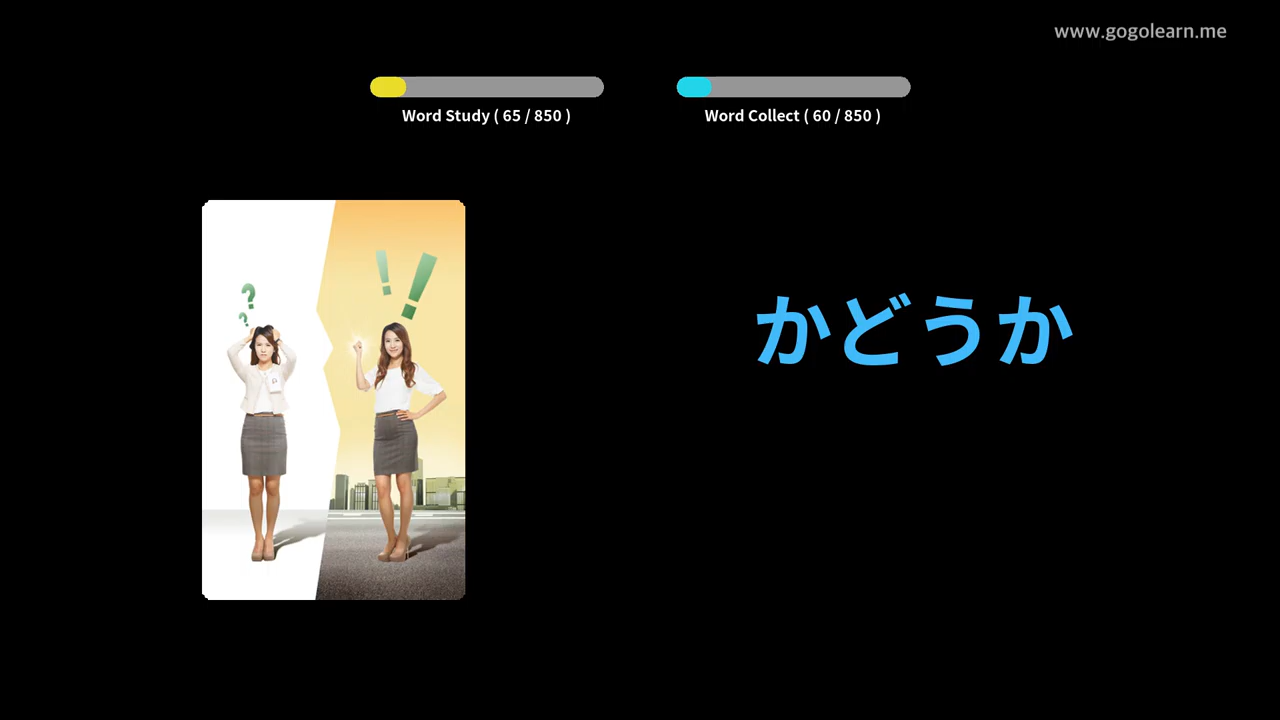 www.gogolearn.me
Word Study ( 65 / 850 )
Word Collect ( 60 / 850 )
? ?
! !
かどうか